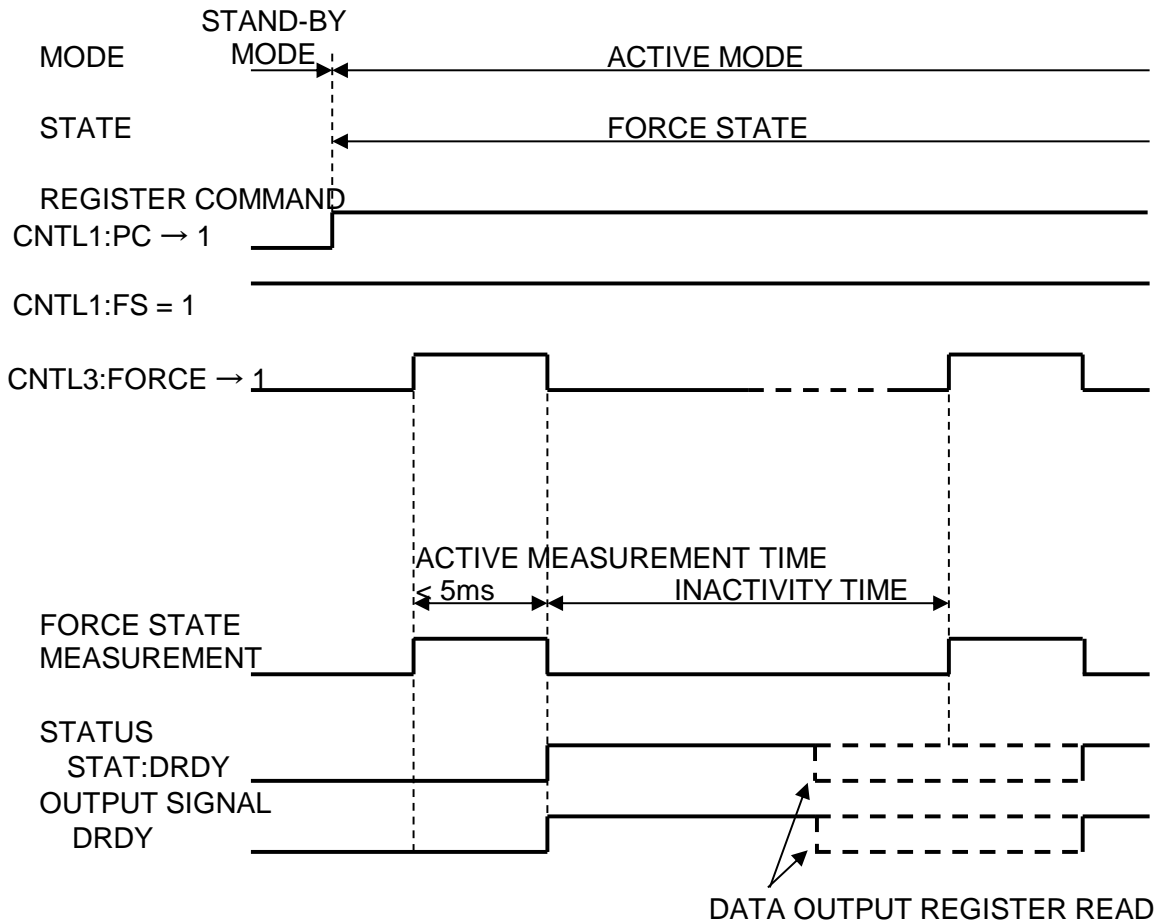 STAND-BY
MODE
MODE
ACTIVE MODE
STATE
FORCE STATE
REGISTER COMMAND
CNTL1:PC → 1
CNTL1:FS = 1
CNTL3:FORCE → 1
ACTIVE MEASUREMENT TIME
< 5ms
INACTIVITY TIME
FORCE STATE
MEASUREMENT
STATUS
STAT:DRDY
OUTPUT SIGNAL
DRDY
DATA OUTPUT REGISTER READ